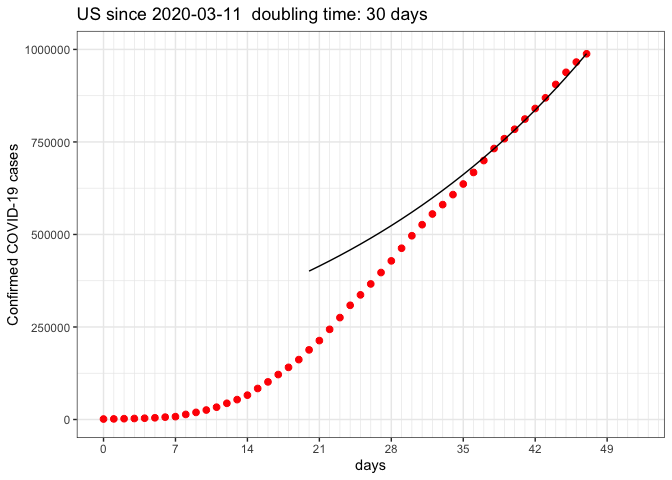 US since 2020-03-11  doubling time: 30 days
Confirmed COVID-19 cases
1000000
750000
500000
250000
0
0 7 14 21 28 35 42 49
days